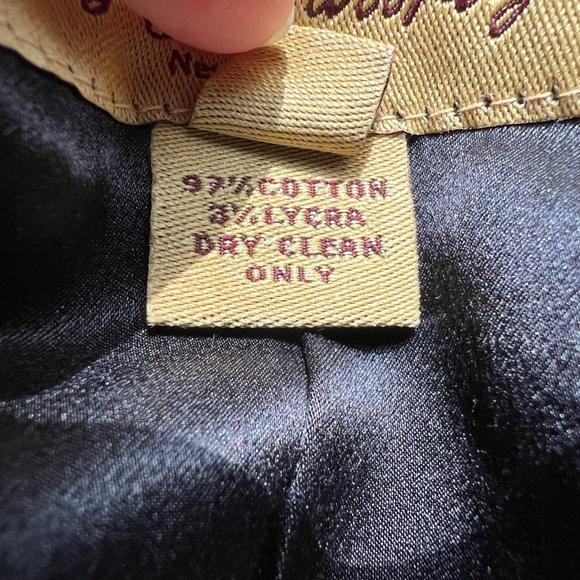 97% COTTON
3% LYCRA
DRY CLEAN
ONLY